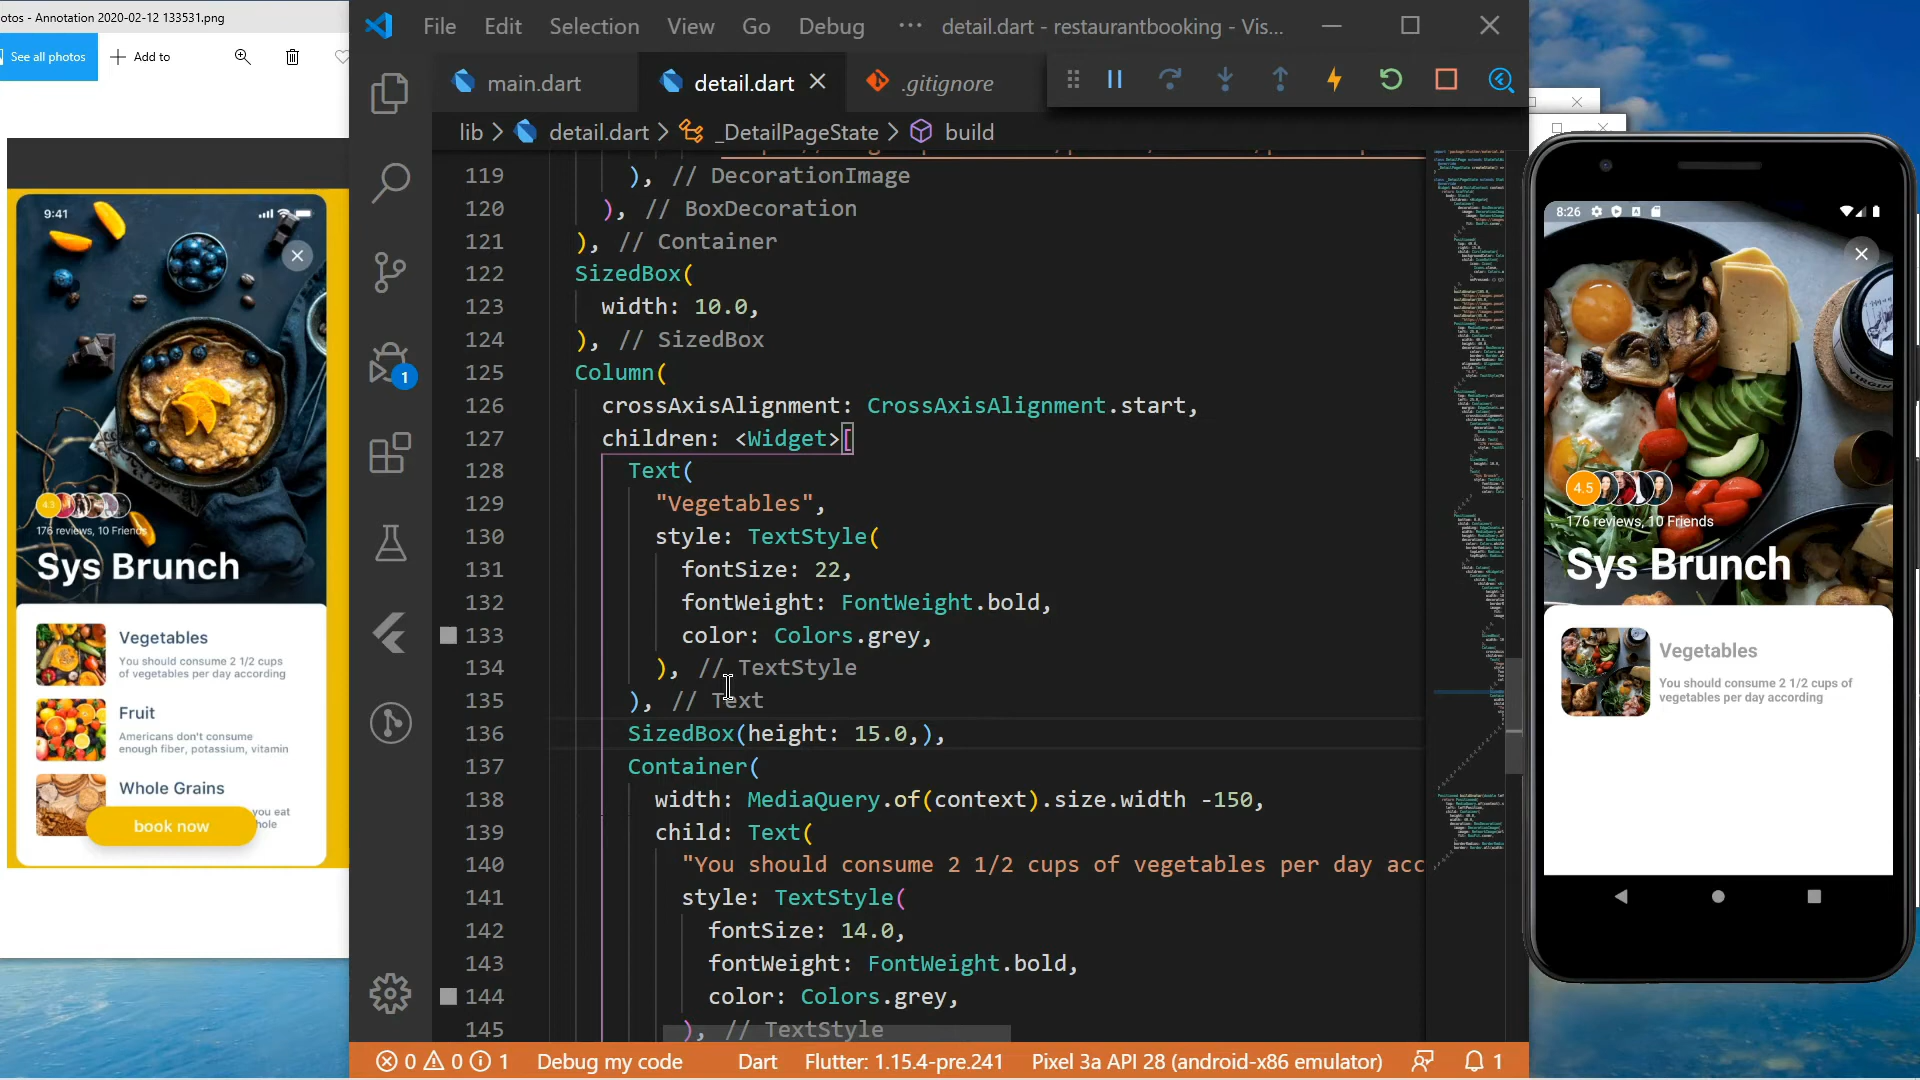 otos - Annotation 2020-02-12 133531.png
See all photos
Add to
9:41
4.3
176 reviews, 10 Friends
Sys Brunch
Vegetables
You should consume 2 1/2 cups
of vegetables per day according
Fruit
Americans don't consume
enough fiber, potassium, vitamin
Whole Grains
you eat
hole
book now
File Edit Selection View Go Debug ··· detail.dart - restaurantbooking - Vis...
main.dart
detail.dart
.gitignore
lib > detail.dart > _DetailPageState > build
1
119 ), // DecorationImage
120 ), // BoxDecoration
121 ), // Container
122 SizedBox(
123 width: 10.0,
124 ), // SizedBox
125 Column(
126 crossAxisAlignment: CrossAxisAlignment.start,
127 children: <Widget>[
128 Text(
129 "Vegetables",
130 style: TextStyle(
131 fontSize: 22,
132 fontWeight: FontWeight.bold,
133 color: Colors.grey,
134 ), // TextStyle
135 ), // Text
136 SizedBox(height: 15.0,),
137 Container(
138 width: MediaQuery.of(context).size.width -150,
139 child: Text(
140 "You should consume 2 1/2 cups of vegetables per day acc
141 style: TextStyle(
142 fontSize: 14.0,
143 fontWeight: FontWeight.bold,
144 color: Colors.grey,
145 ), // TextStyle
0 0 1 Debug my code Dart Flutter: 1.15.4-pre.241 Pixel 3a API 28 (android-x86 emulator) 1
8:26
VIRGIN
4.5
176 reviews, 10 Friends
Sys Brunch
Vegetables
You should consume 2 1/2 cups of
vegetables per day according